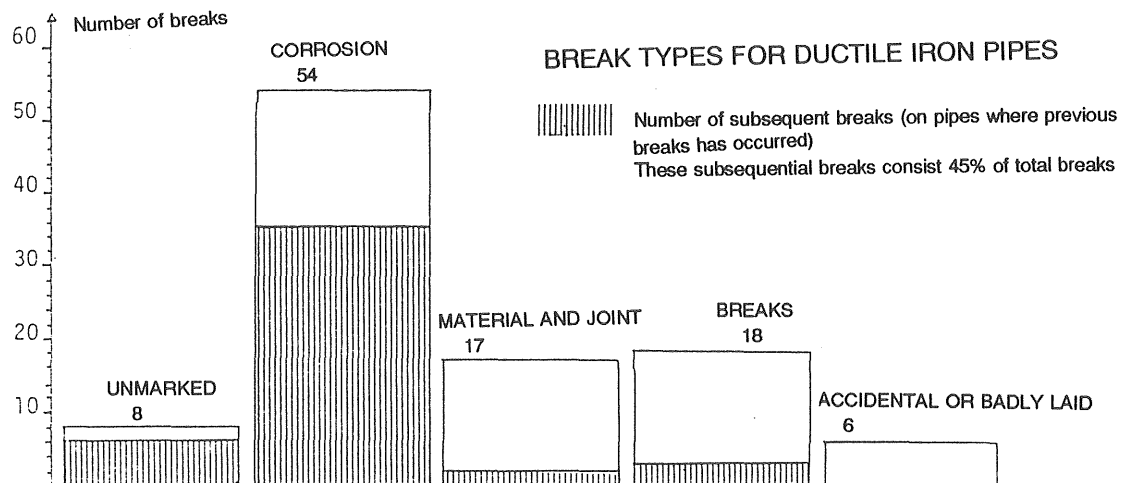 Number of breaks
60
50
40
30
20
10
BREAK TYPES FOR DUCTILE IRON PIPES
Number of subsequent breaks (on pipes where previous
breaks has occurred)
These subsequential breaks consist 45% of total breaks
UNMARKED
8
CORROSION
54
MATERIAL AND JOINT
17
BREAKS
18
ACCIDENTAL OR BADLY LAID
6